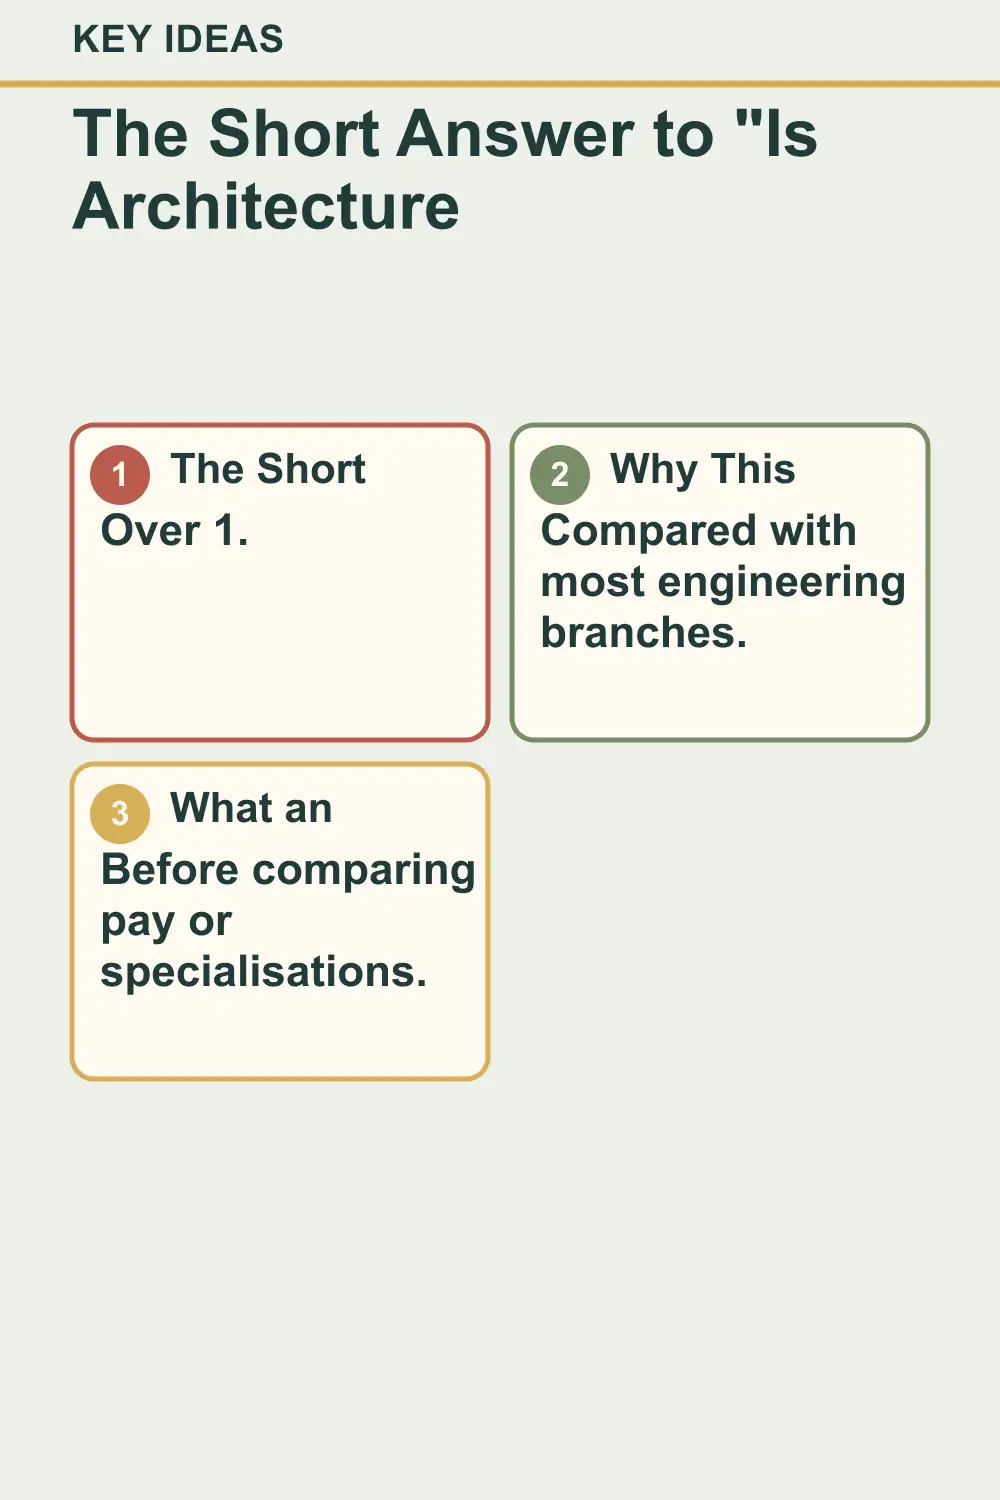 KEY IDEAS
The Short Answer to "Is
Architecture
1 The Short
Over 1.
2 Why This
Compared with
most engineering
branches.
3 What an
Before comparing
pay or
specialisations.